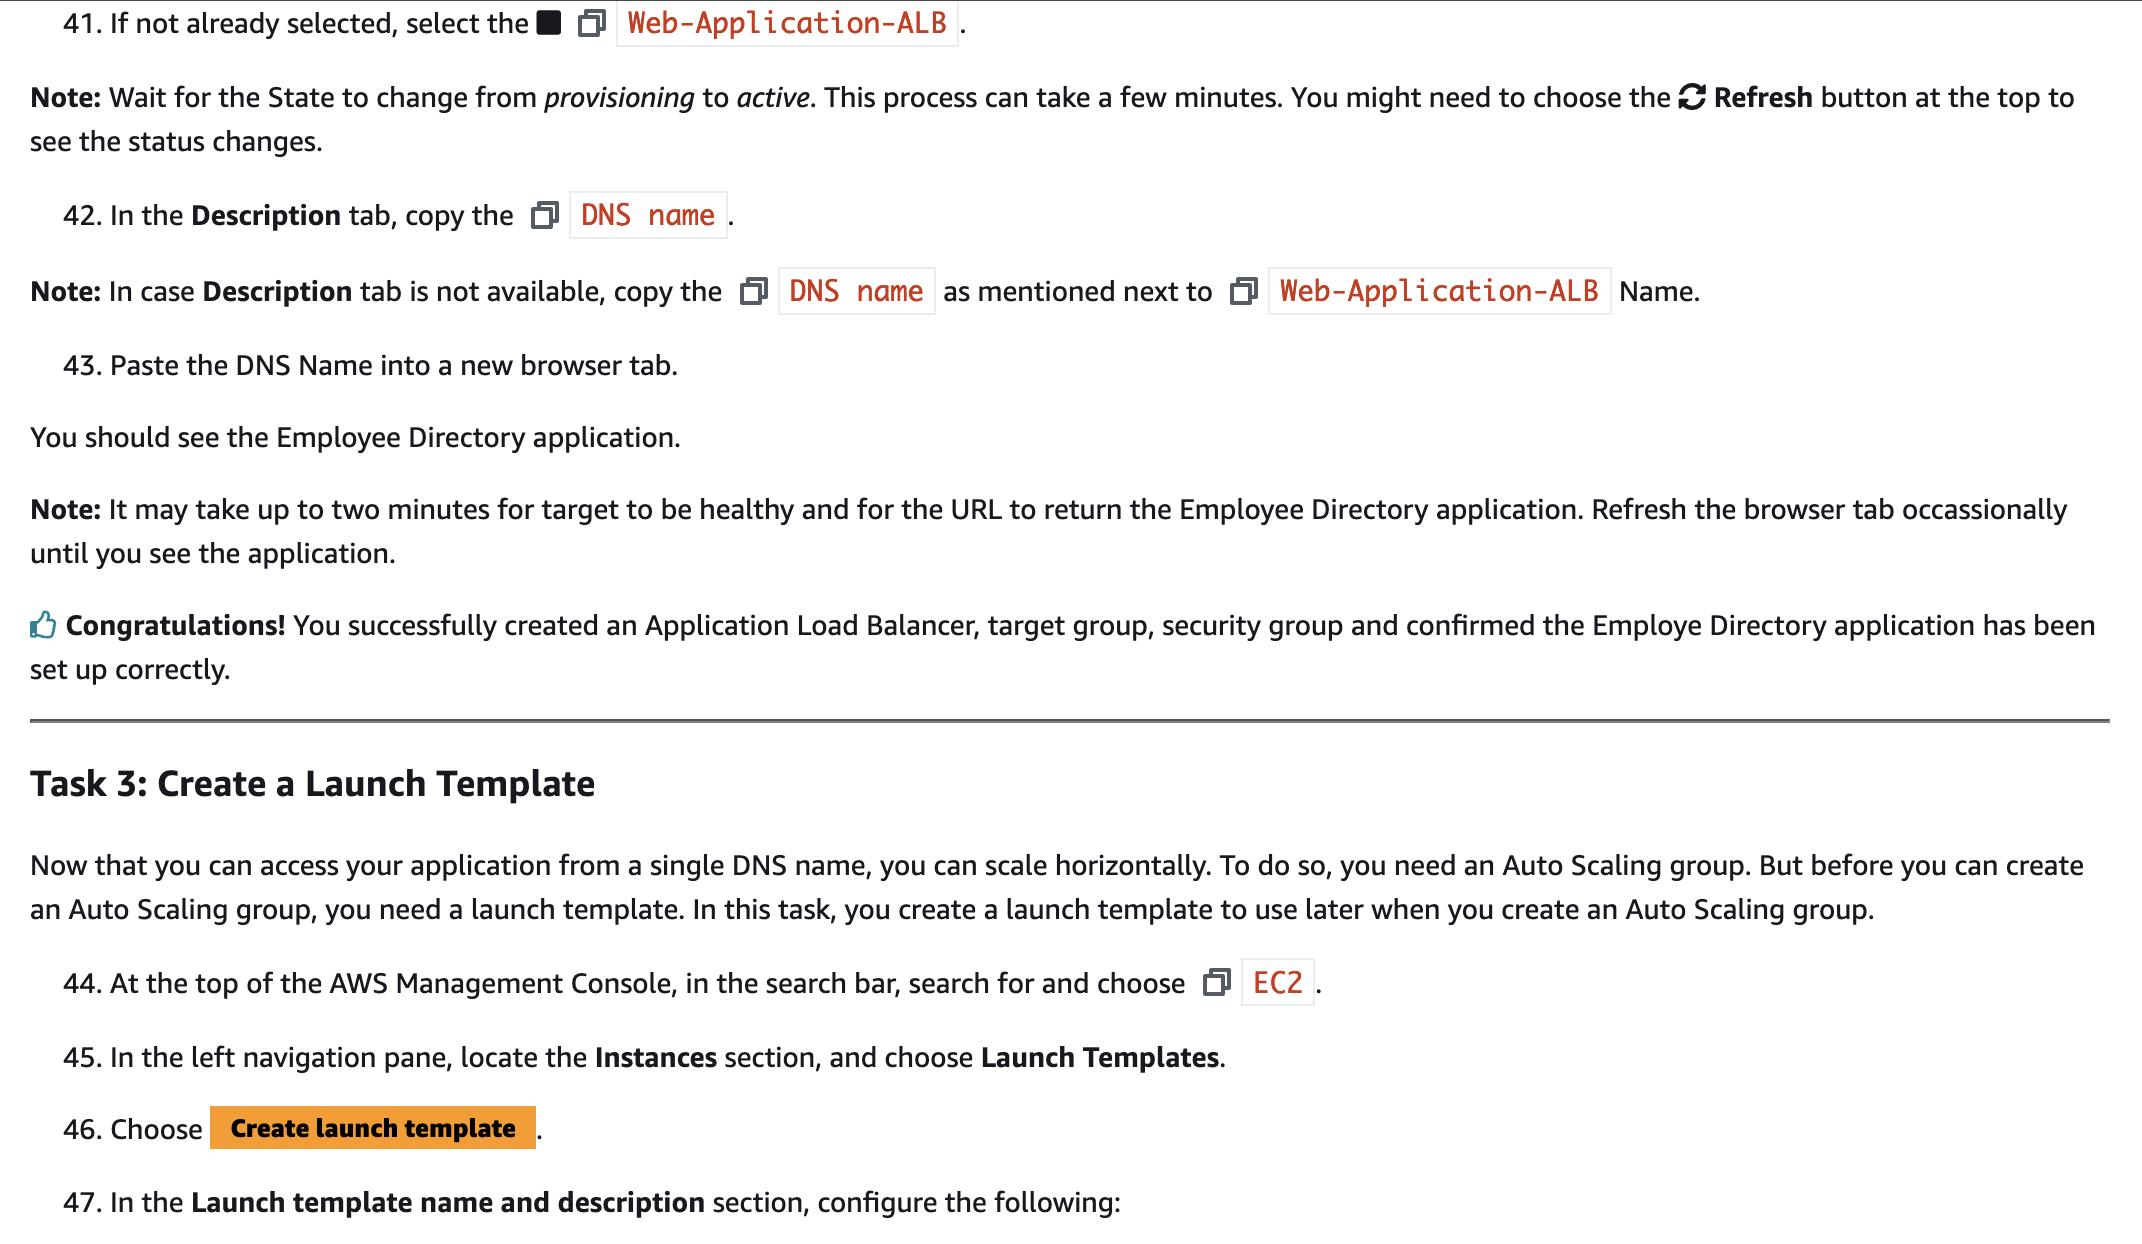 41. If not already selected, select the Web-Application-ALB.
Note: Wait for the State to change from provisioning to active. This process can take a few minutes. You might need to choose the Refresh button at the top to
see the status changes.
42. In the Description tab, copy the DNS name.
Note: In case Description tab is not available, copy the DNS name as mentioned next to Web-Application-ALB Name.
43. Paste the DNS Name into a new browser tab.
You should see the Employee Directory application.
Note: It may take up to two minutes for target to be healthy and for the URL to return the Employee Directory application. Refresh the browser tab occassionally
until you see the application.
Congratulations! You successfully created an Application Load Balancer, target group, security group and confirmed the Employe Directory application has been
set up correctly.
Task 3: Create a Launch Template
Now that you can access your application from a single DNS name, you can scale horizontally. To do so, you need an Auto Scaling group. But before you can create
an Auto Scaling group, you need a launch template. In this task, you create a launch template to use later when you create an Auto Scaling group.
44. At the top of the AWS Management Console, in the search bar, search for and choose EC2.
45. In the left navigation pane, locate the Instances section, and choose Launch Templates.
46. Choose Create launch template.
47. In the Launch template name and description section, configure the following: